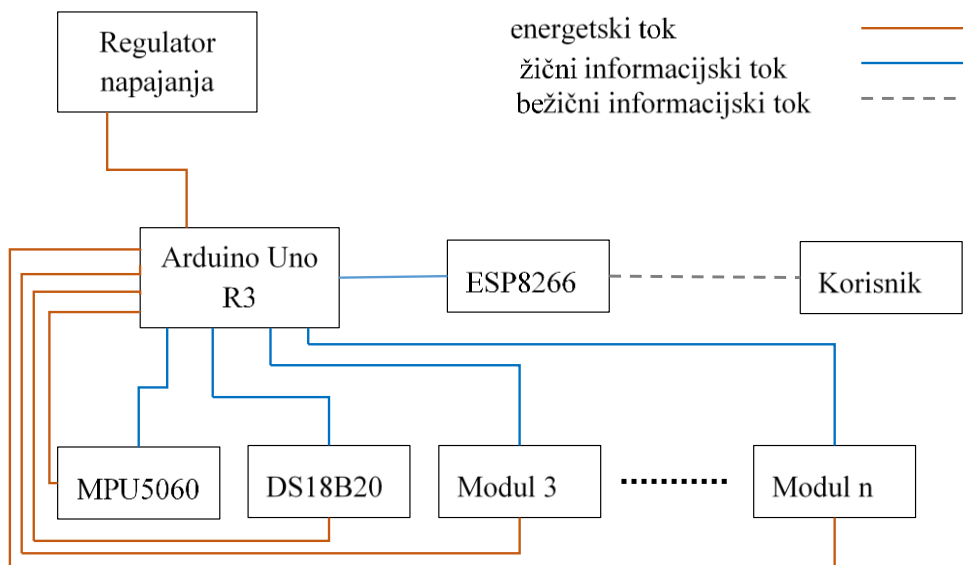 Regulator
napajanja
energetski tok
žični informacijski tok
bežični informacijski tok
Arduino Uno
R3
ESP8266
Korisnik
MPU5060
DS18B20
Modul 3
Modul n